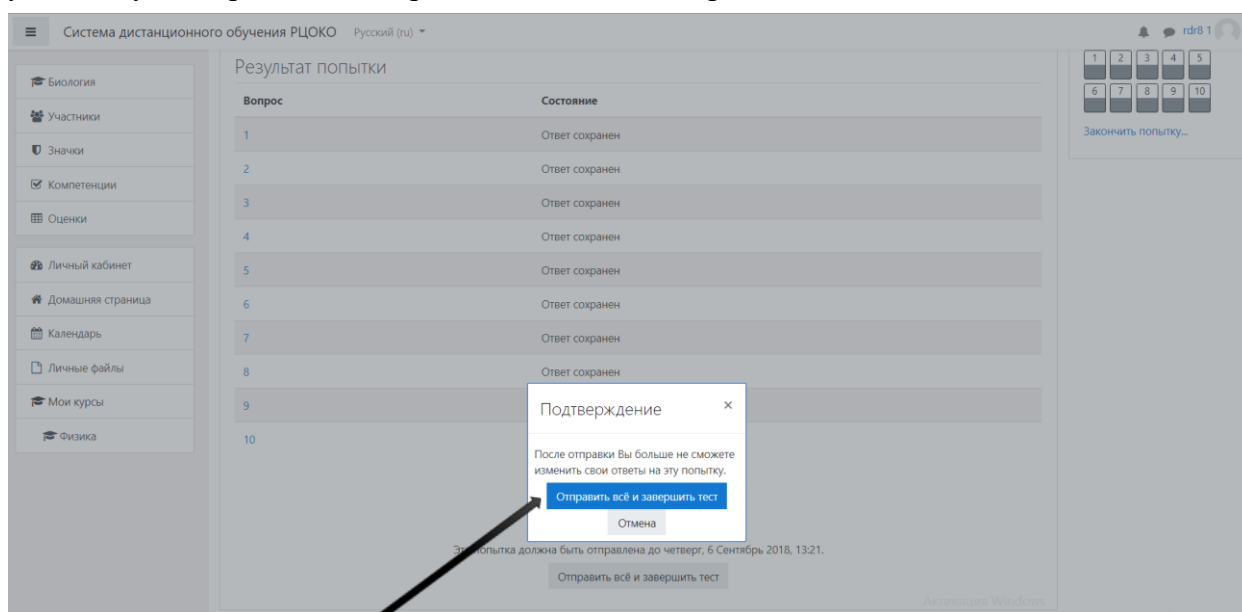 Система дистанционного обучения РЦОКО Русский (ru) rdr8 1
Биология
Участники
Значки
Компетенции
Оценки
Личный кабинет
Домашняя страница
Календарь
Личные файлы
Мои курсы
Физика
Результат попытки
Вопрос Состояние
1 Ответ сохранен
2 Ответ сохранен
3 Ответ сохранен
4 Ответ сохранен
5 Ответ сохранен
6 Ответ сохранен
7 Ответ сохранен
8 Ответ сохранен
9
10
Подтверждение ×
После отправки Вы больше не сможете
изменить свои ответы на эту попытку.
Отправить всё и завершить тест
Отмена
попытка должна быть отправлена до четверг, 6 Сентябрь 2018, 13:21.
Отправить всё и завершить тест
1 2 3 4 5
6 7 8 9 10
Закончить попытку...
Активация Windows